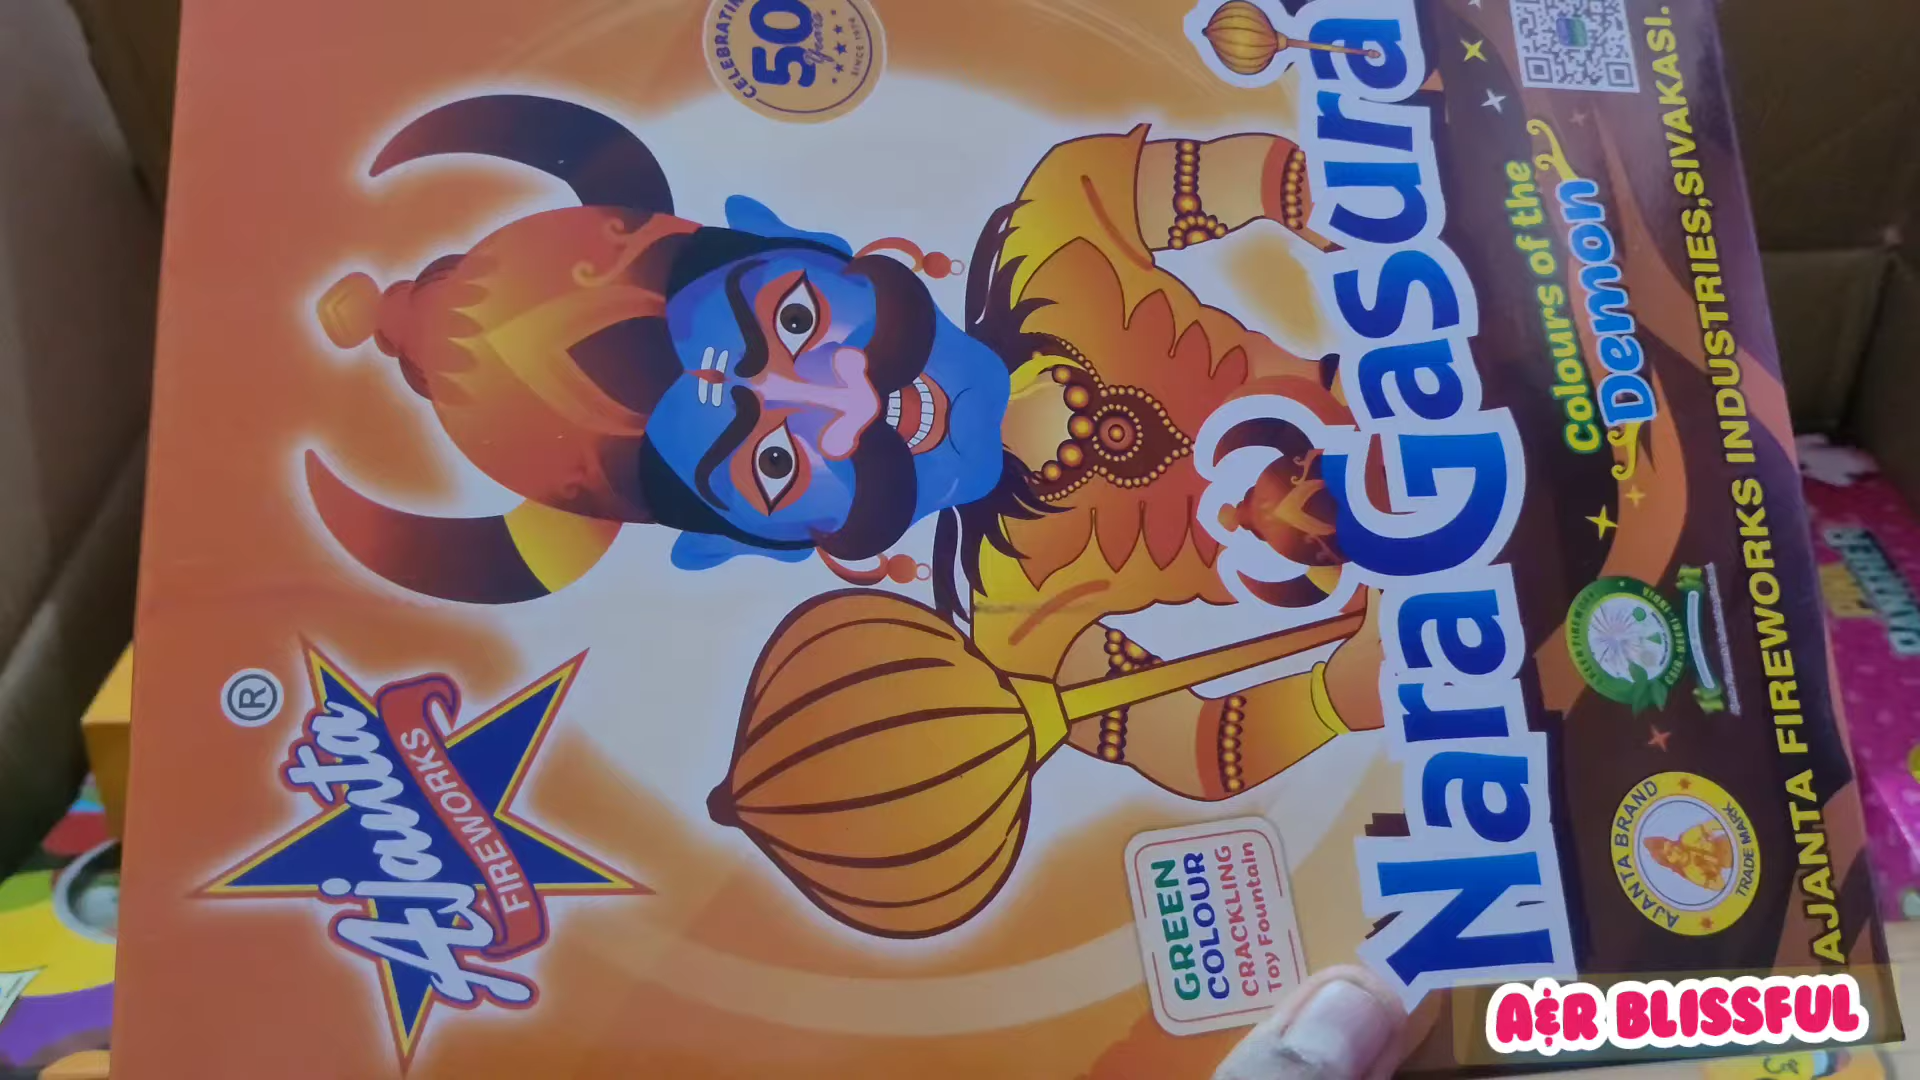 CELEBRATING
50
Years
SINCE 1974
Ajanta
FIREWORKS
®
GREEN
COLOUR
CRACKLING
Toy Fountain
NaraGasura
Colours of the
Demon
AJANTA BRAND
TRADE MARK
AJANTA FIREWORKS INDUSTRIES,SIVAKASI.
A&R BLISSFUL